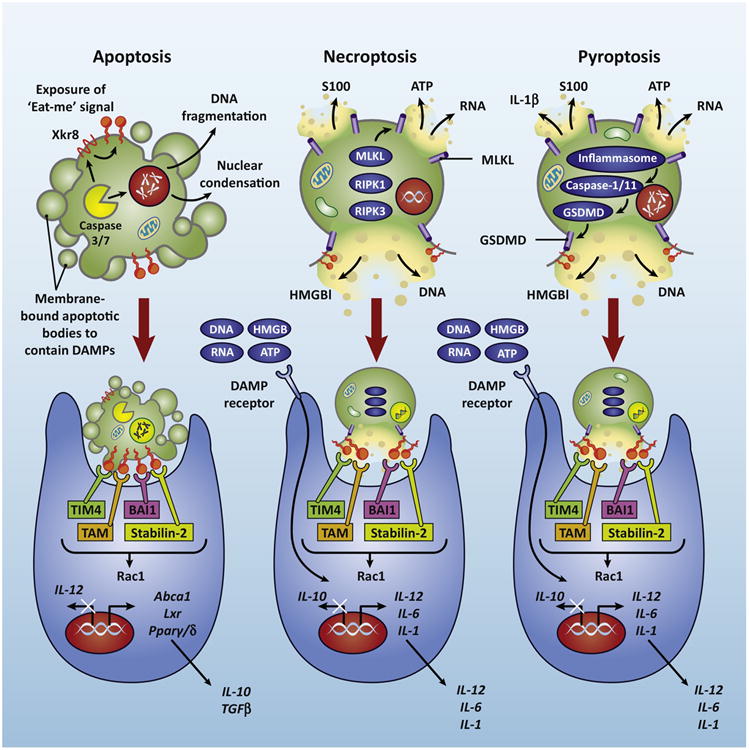 Apoptosis
Exposure of
'Eat-me' signal
Xkr8
DNA
fragmentation
Nuclear
condensation
Caspase
3/7
Membrane-
bound apoptotic
bodies to
contain DAMPs
TIM4
BAI1
TAM
Stabilin-2
Rac1
IL-12
Abca1
Lxr
Pparγ/δ
IL-10
TGFβ
Necroptosis
S100
ATP
RNA
MLKL
MLKL
RIPK1
RIPK3
HMGBI
DNA
DNA
HMGB
RNA
ATP
DAMP
receptor
TIM4
BAI1
TAM
Stabilin-2
Rac1
IL-10
IL-12
IL-6
IL-1
IL-12
IL-6
IL-1
Pyroptosis
IL-1β
S100
ATP
RNA
Inflammasome
Caspase-1/11
GSDMD
GSDMD
HMGBI
DNA
DNA
HMGB
RNA
ATP
DAMP
receptor
TIM4
BAI1
TAM
Stabilin-2
Rac1
IL-10
IL-12
IL-6
IL-1
IL-12
IL-6
IL-1